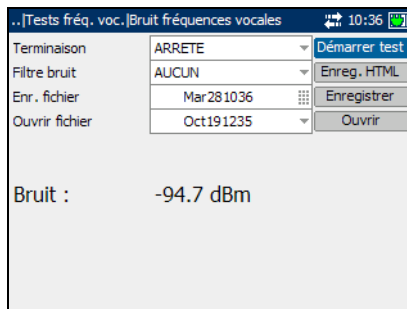 ..|Tests fréq. voc.|Bruit fréquences vocales 10:36
Terminaison ARRETE Démarrer test
Filtre bruit AUCUN Enreg. HTML
Enr. fichier Mar281036 Enregistrer
Ouvrir fichier Oct191235 Ouvrir
Bruit : -94.7 dBm